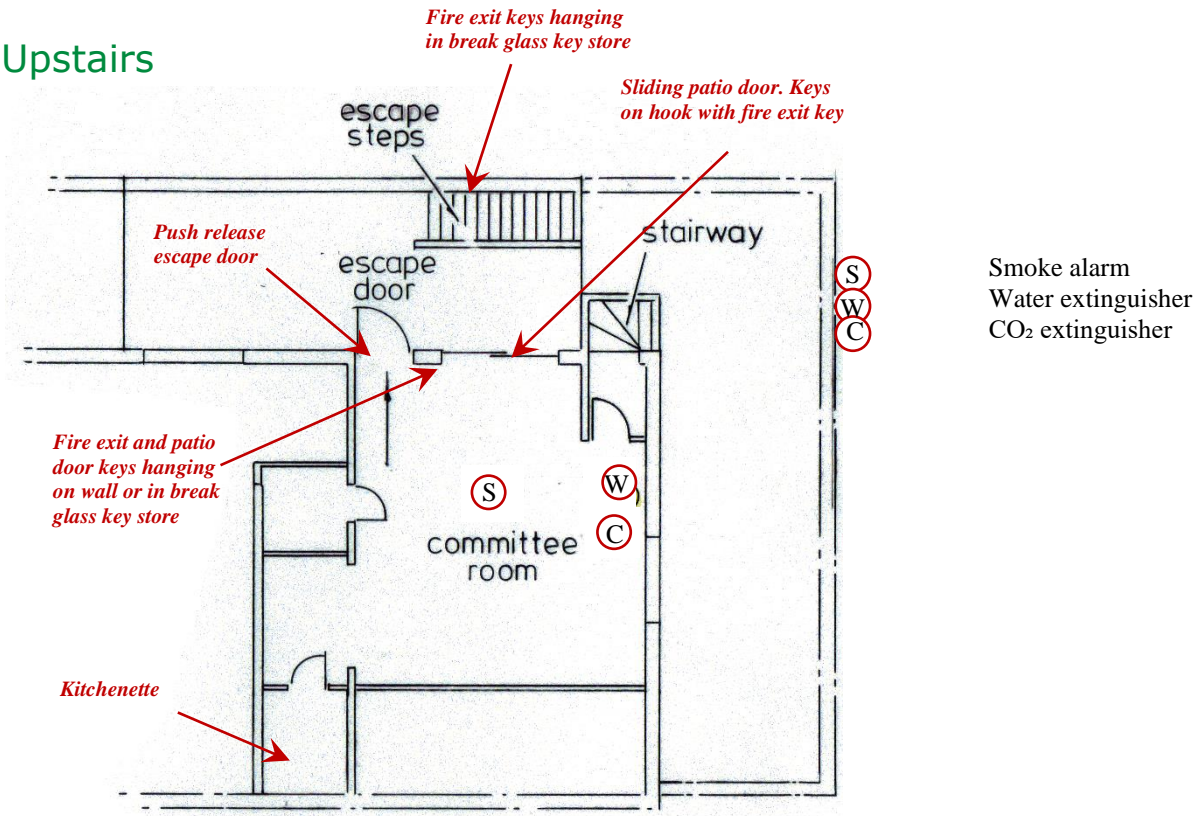 Upstairs
Fire exit keys hanging
in break glass key store
Sliding patio door. Keys
on hook with fire exit key
escape
steps
Push release
escape door
stairway
escape
door
S
W
C
Smoke alarm
Water extinguisher
CO₂ extinguisher
Fire exit and patio
door keys hanging
on wall or in break
glass key store
S
W
C
committee
room
Kitchenette